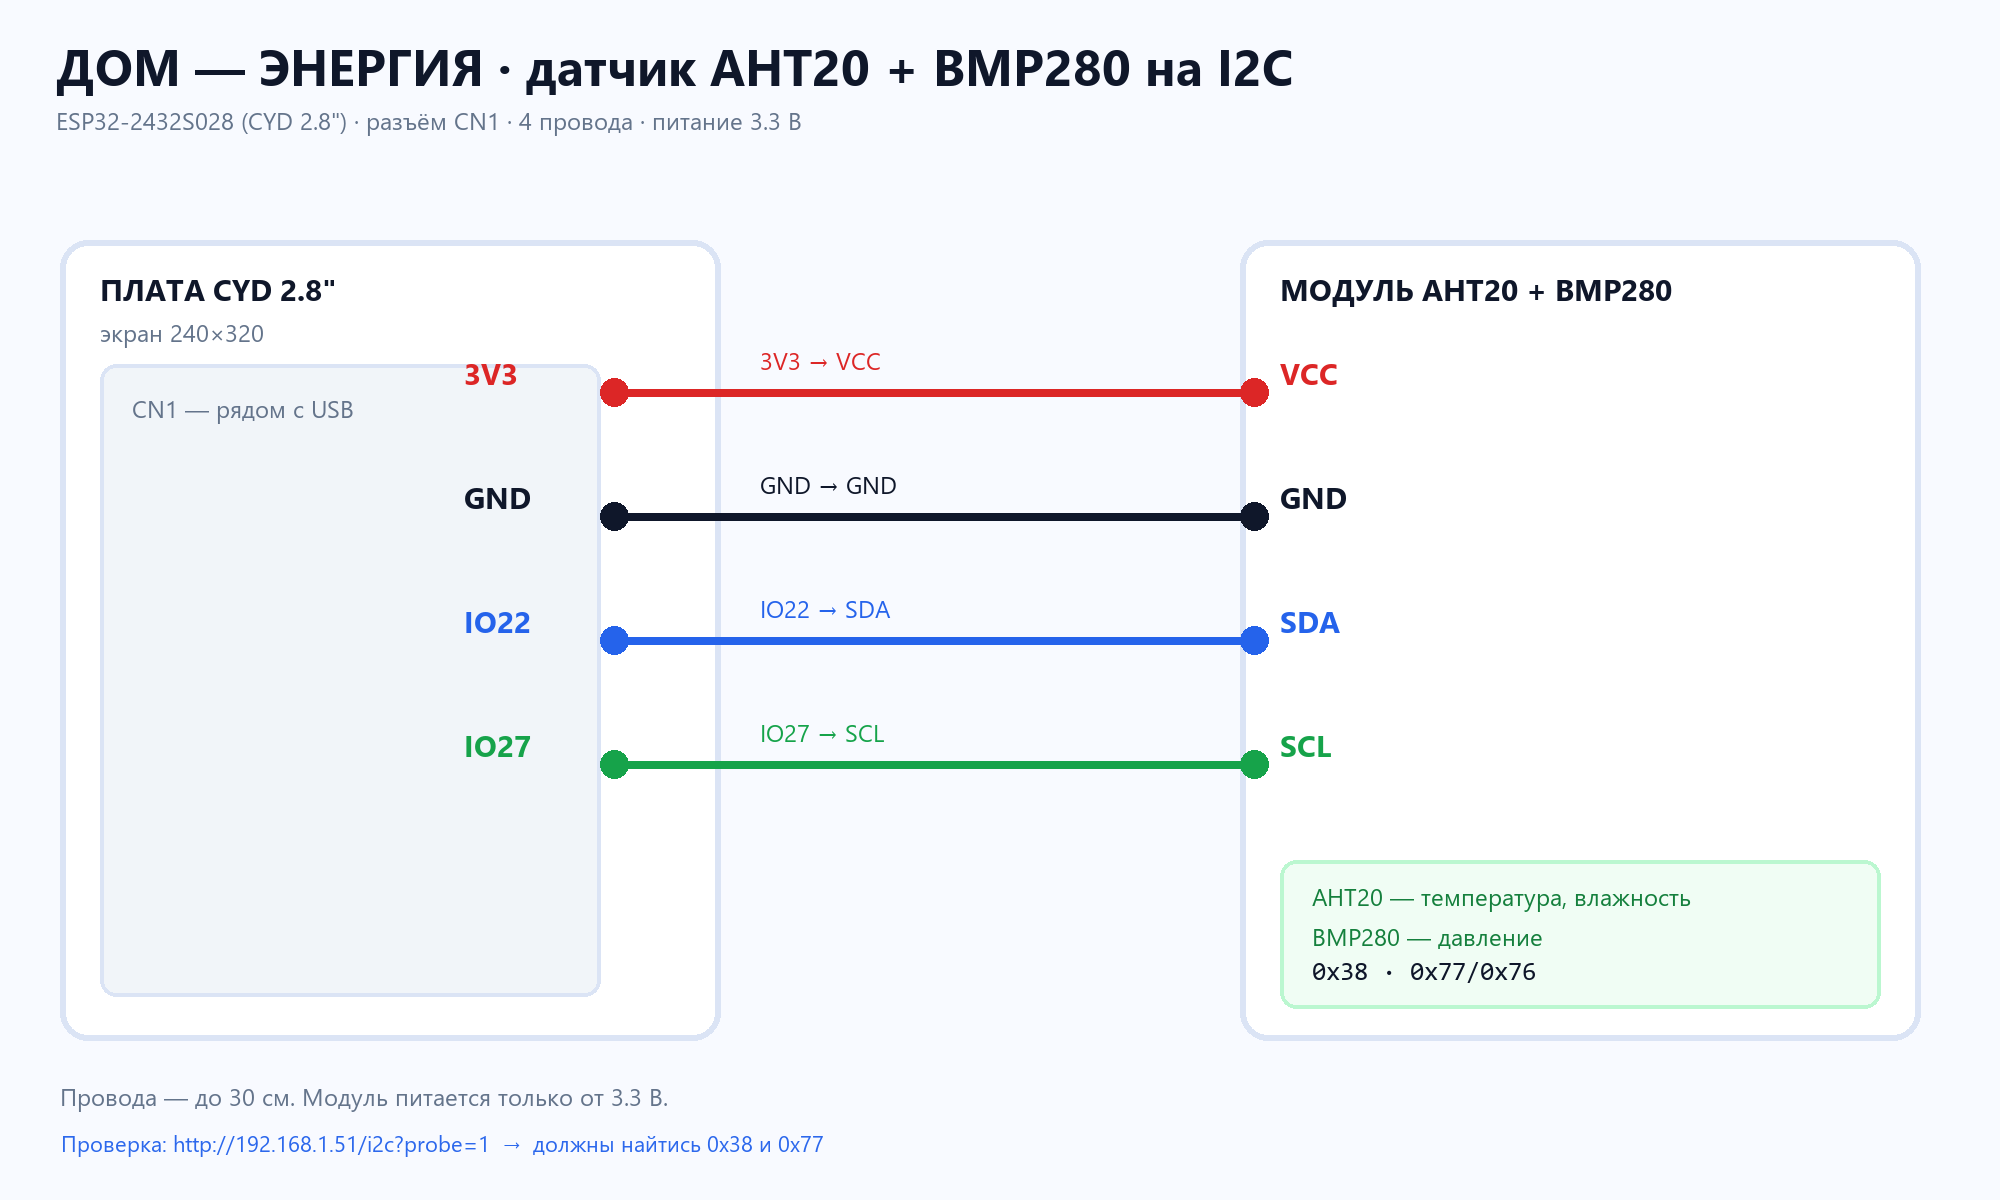 ДОМ — ЭНЕРГИЯ · датчик AHT20 + BMP280 на I2C
ESP32-2432S028 (CYD 2.8") · разъём CN1 · 4 провода · питание 3.3 В
ПЛАТА CYD 2.8"
экран 240×320
CN1 — рядом с USB
3V3
3V3 → VCC
VCC
GND
GND → GND
GND
IO22
IO22 → SDA
SDA
IO27
IO27 → SCL
SCL
МОДУЛЬ AHT20 + BMP280
AHT20 — температура, влажность
BMP280 — давление
0x38 · 0x77/0x76
Провода — до 30 см. Модуль питается только от 3.3 В.
Проверка: http://192.168.1.51/i2c?probe=1 → должны найтись 0x38 и 0x77